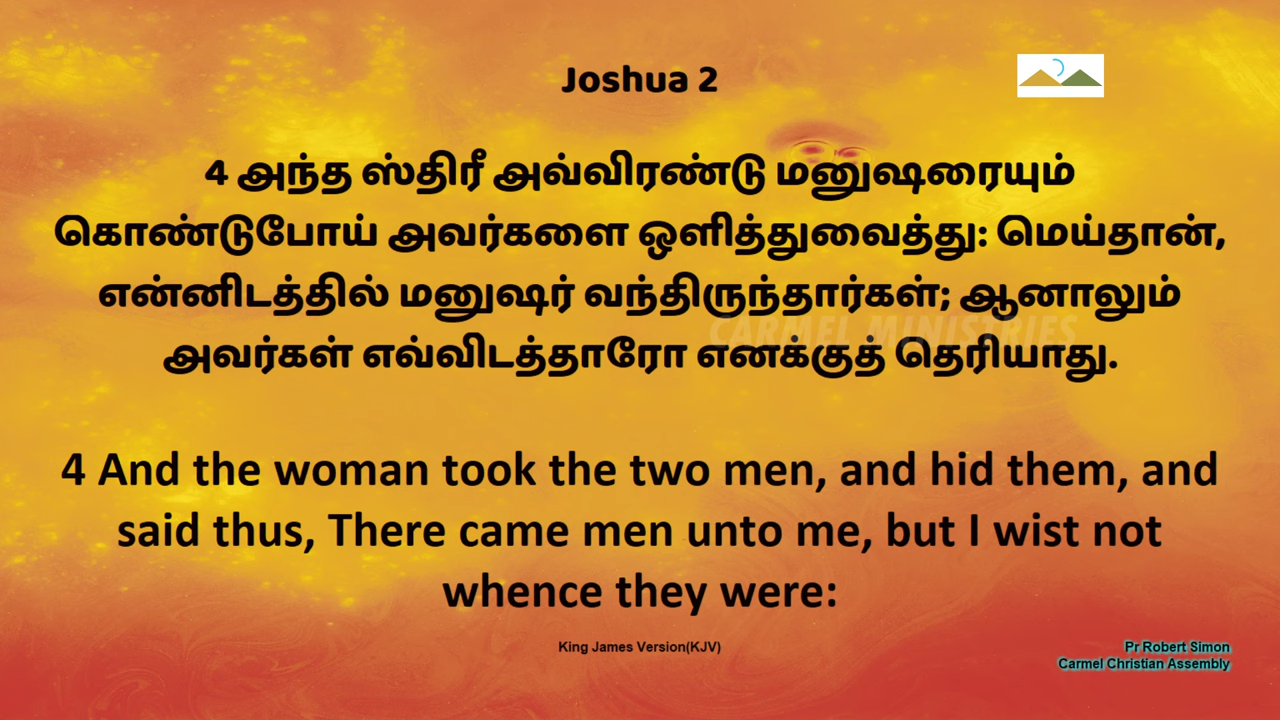 Joshua 2
4 அந்த ஸ்திரீ அவ்விரண்டு மனுஷரையும்
கொண்டுபோய் அவர்களை ஒளித்துவைத்து: மெய்தான்,
என்னிடத்தில் மனுஷர் வந்திருந்தார்கள்; ஆனாலும்
CARMEL MINISTRIES
அவர்கள் எவ்விடத்தாரோ எனக்குத் தெரியாது.
4 And the woman took the two men, and hid them, and
said thus, There came men unto me, but I wist not
whence they were:
King James Version(KJV)
Pr Robert Simon
Carmel Christian Assembly